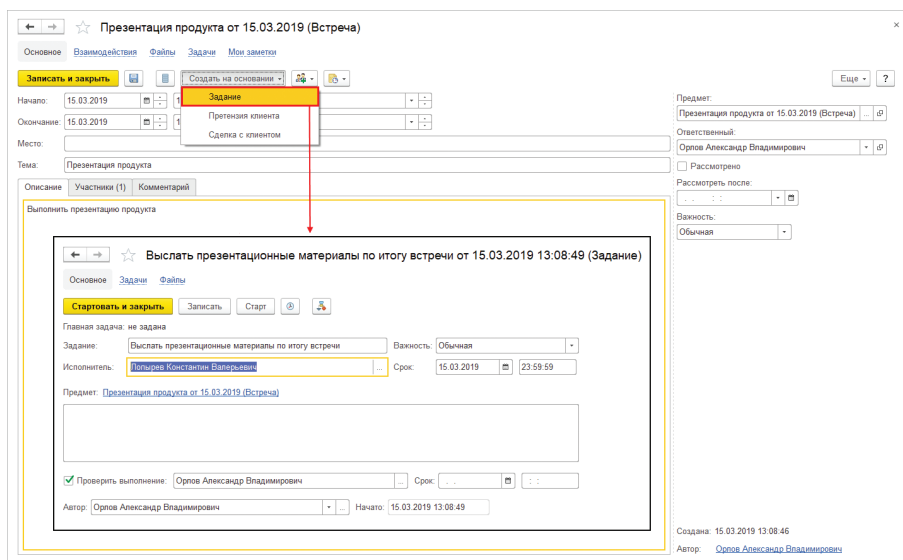 Презентация продукта от 15.03.2019 (Встреча)
Основное Взаимодействия Файлы Задачи Мои заметки
Записать и закрыть Создать на основании Еще ?
Начало: 15.03.2019 1
Задание
Окончание: 15.03.2019 1
Претензия клиента
Сделка с клиентом
Место:
Тема: Презентация продукта
Описание Участники (1) Комментарий
Выполнить презентацию продукта
Предмет:
Презентация продукта от 15.03.2019 (Встреча) ...
Ответственный:
Орлов Александр Владимирович
Рассмотрено
Рассмотреть после:
. . : :
Важность:
Обычная
Выслать презентационные материалы по итогу встречи от 15.03.2019 13:08:49 (Задание)
Основное Задачи Файлы
Стартовать и закрыть Записать Старт
Главная задача: не задана
Задание: Выслать презентационные материалы по итогу встречи Важность: Обычная
Исполнитель: Попырев Константин Валерьевич ... Срок: 15.03.2019 23:59:59
Предмет: Презентация продукта от 15.03.2019 (Встреча)
Проверить выполнение: Орлов Александр Владимирович ... Срок: . . : :
Автор: Орлов Александр Владимирович ... Начато: 15.03.2019 13:08:49
Создана: 15.03.2019 13:08:46
Автор: Орлов Александр Владимирович